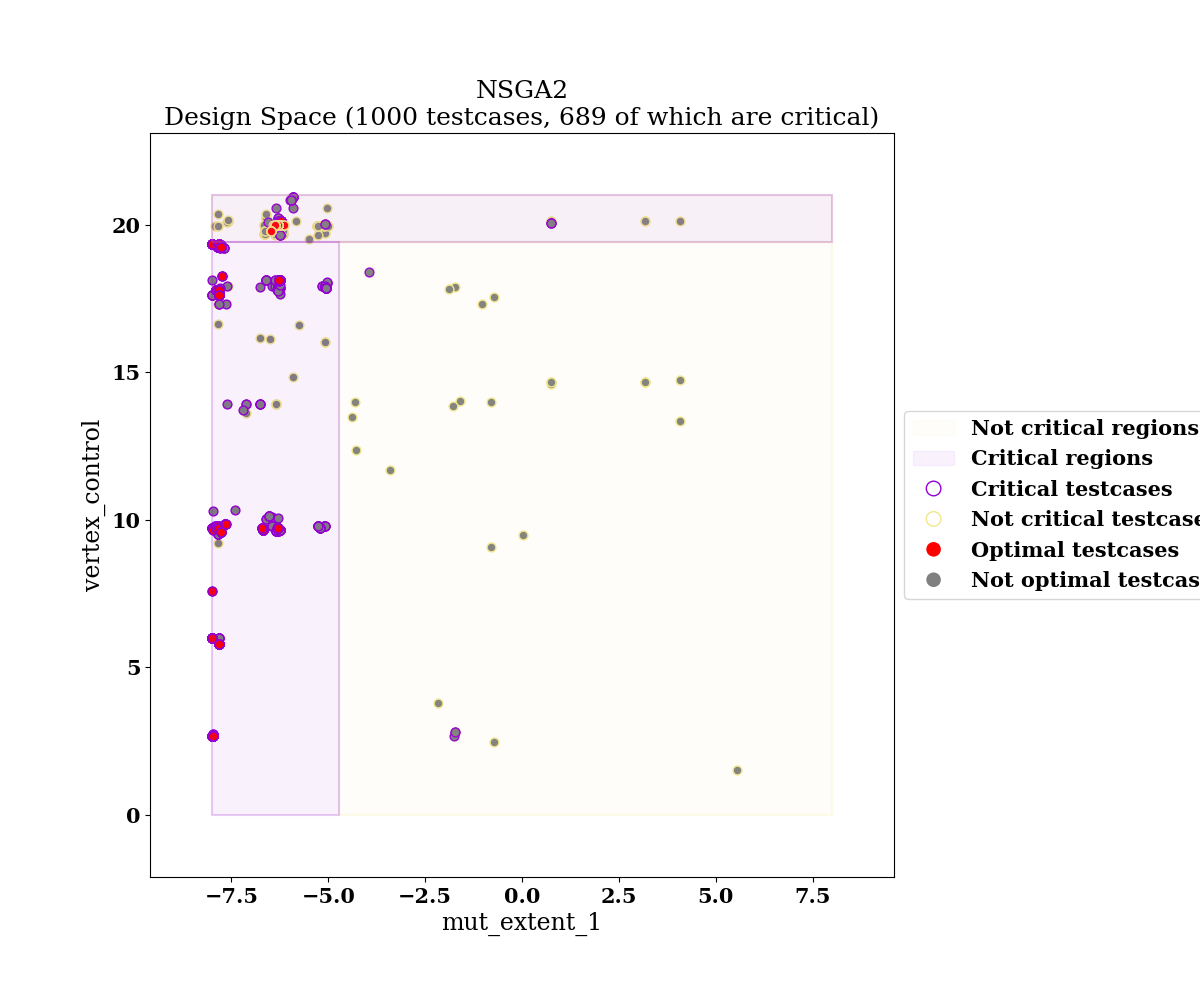 NSGA2
Design Space (1000 testcases, 689 of which are critical)
20
15
10
5
0
vertex_control
−7.5 −5.0 −2.5 0.0 2.5 5.0 7.5
mut_extent_1
Not critical regions
Critical regions
Critical testcases
Not critical testcase
Optimal testcases
Not optimal testcas